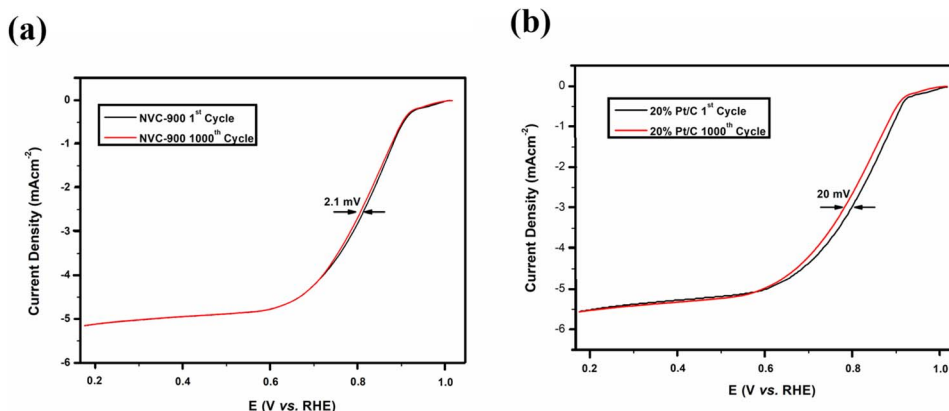 (a)
NVC-900 1st Cycle
NVC-900 1000th Cycle
2.1 mV
0
-1
-2
-3
-4
-5
-6
0.2 0.4 0.6 0.8 1.0
Current Density (mAcm-2)
E (V vs. RHE)
(b)
20% Pt/C 1st Cycle
20% Pt/C 1000th Cycle
20 mV
0
-1
-2
-3
-4
-5
-6
0.2 0.4 0.6 0.8 1.0
Current Density (mAcm-2)
E (V vs. RHE)